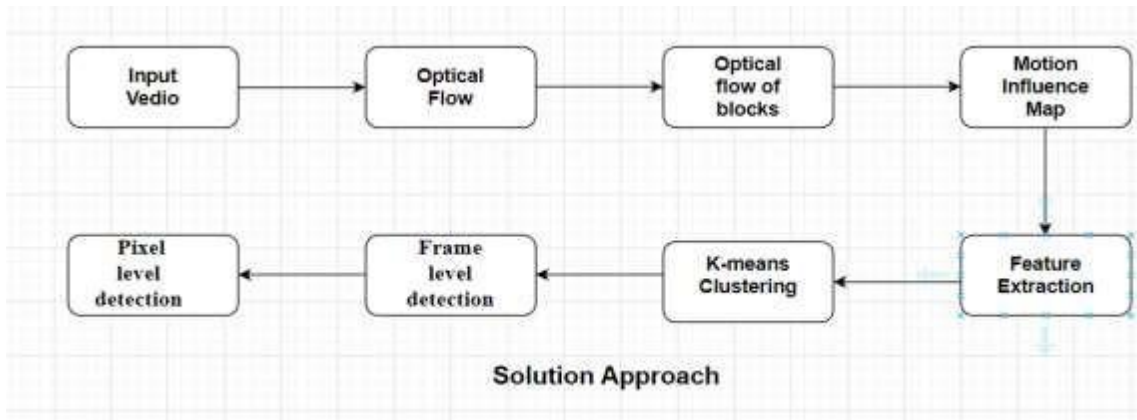 Input
Vedio
Optical
Flow
Optical
flow of
blocks
Motion
Influence
Map
Pixel
level
detection
Frame
level
detection
K-means
Clustering
Feature
Extraction
Solution Approach